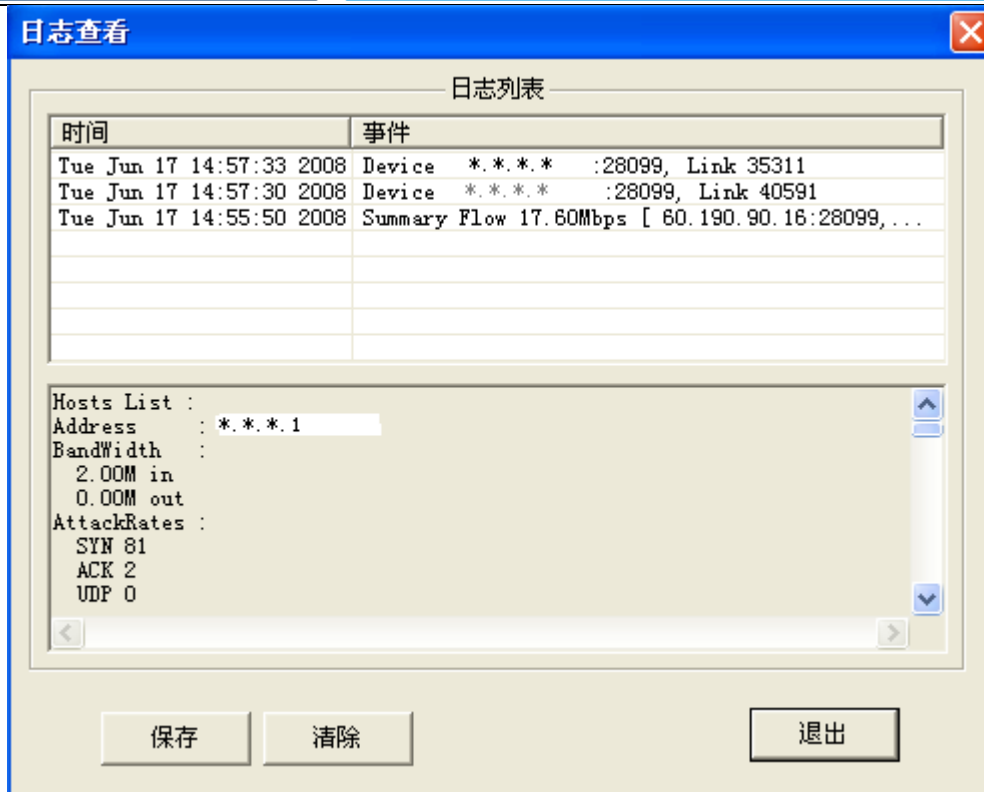 日志查看
日志列表
时间 事件
Tue Jun 17 14:57:33 2008 Device *.*.*.* :28099, Link 35311
Tue Jun 17 14:57:30 2008 Device *.*.*.* :28099, Link 40591
Tue Jun 17 14:55:50 2008 Summary Flow 17.60Mbps [ 60.190.90.16:28099,...
Hosts List :
Address : *.*.*.1
BandWidth :
2.00M in
0.00M out
AttackRates :
SYN 81
ACK 2
UDP 0
保存 清除 退出